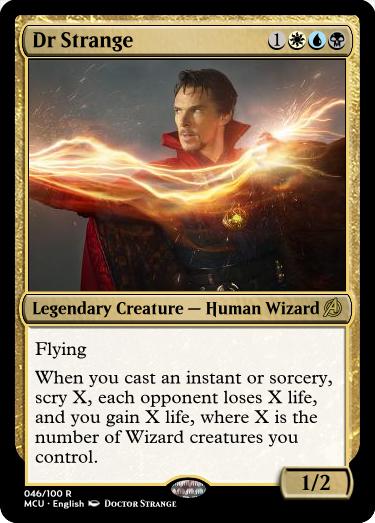 Dr Strange 1
Legendary Creature — Human Wizard
Flying
When you cast an instant or sorcery,
scry X, each opponent loses X life,
and you gain X life, where X is the
number of Wizard creatures you
control.
1/2
046/100 R
MCU • English DOCTOR STRANGE